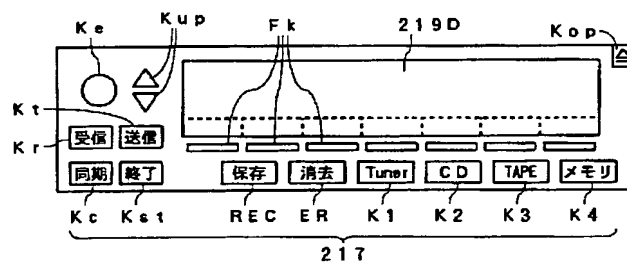 Ke Kup Fk 219D Kop
Kt
受信 送信
Kr
同期 終了 保存 消去 Tuner CD TAPE メモリ
Kc Kst REC ER K1 K2 K3 K4
217